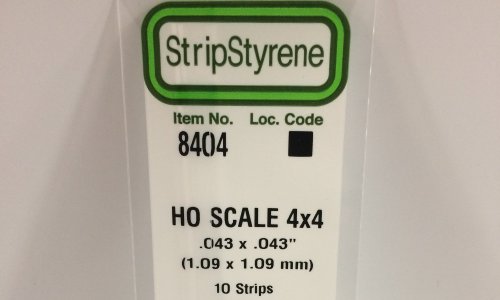 StripStyrene
Item No. Loc. Code
8404
HO SCALE 4x4
.043 x .043"
(1.09 x 1.09 mm)
10 Strips